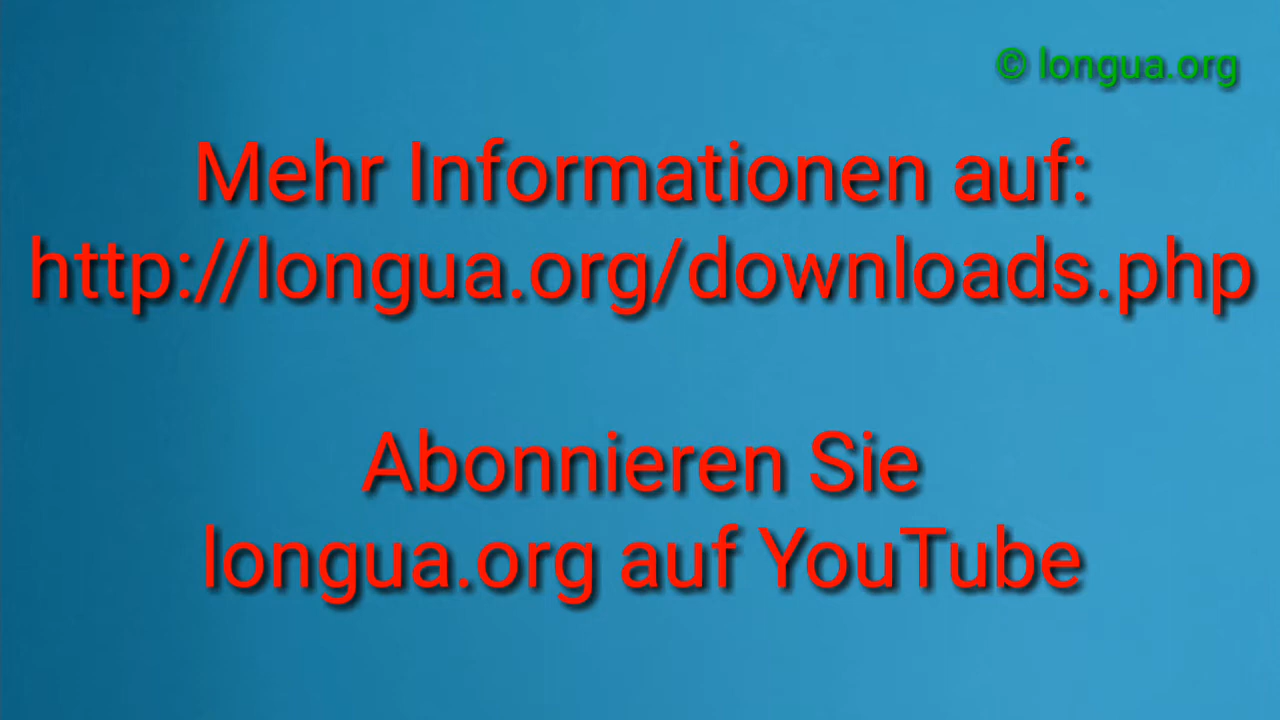 © longua.org
Mehr Informationen auf:
http://longua.org/downloads.php
Abonnieren Sie
longua.org auf YouTube